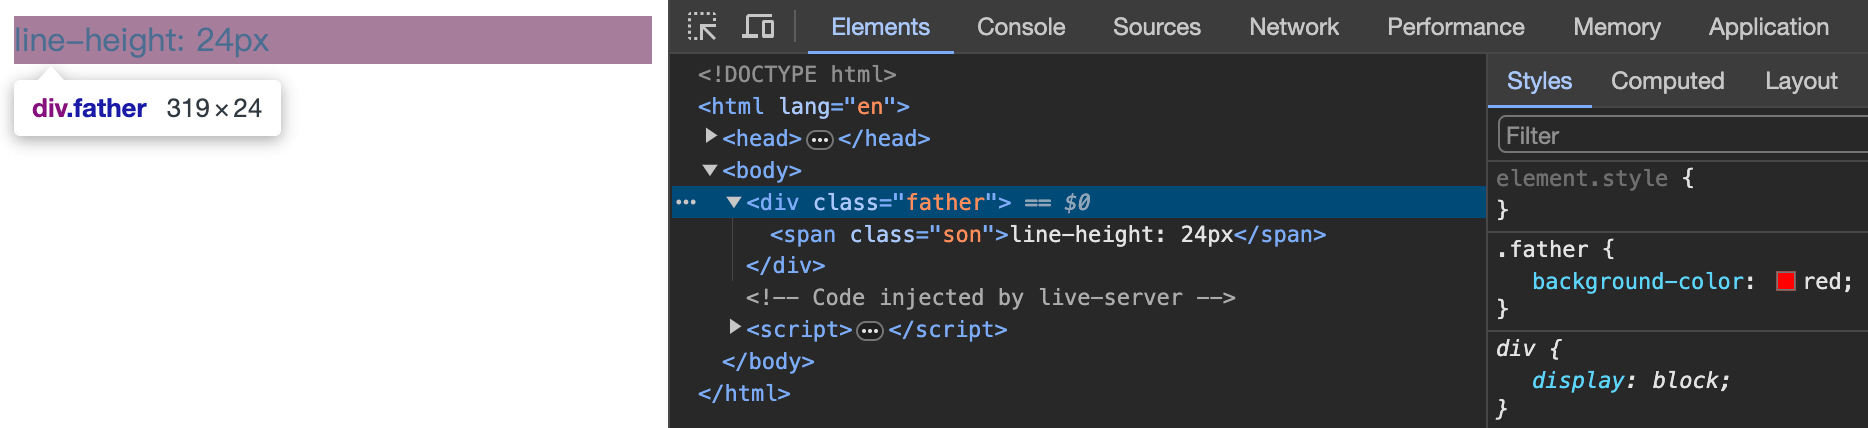 line-height: 24px
div.father 319×24
Elements Console Sources Network Performance Memory Application
<!DOCTYPE html>
<html lang="en">
<head> ••• </head>
<body>
••• <div class="father"> == $0
<span class="son">line-height: 24px</span>
</div>
<!-- Code injected by live-server -->
<script> ••• </script>
</body>
</html>
Styles Computed Layout
Filter
element.style {
}
.father {
background-color: red;
}
div {
display: block;
}